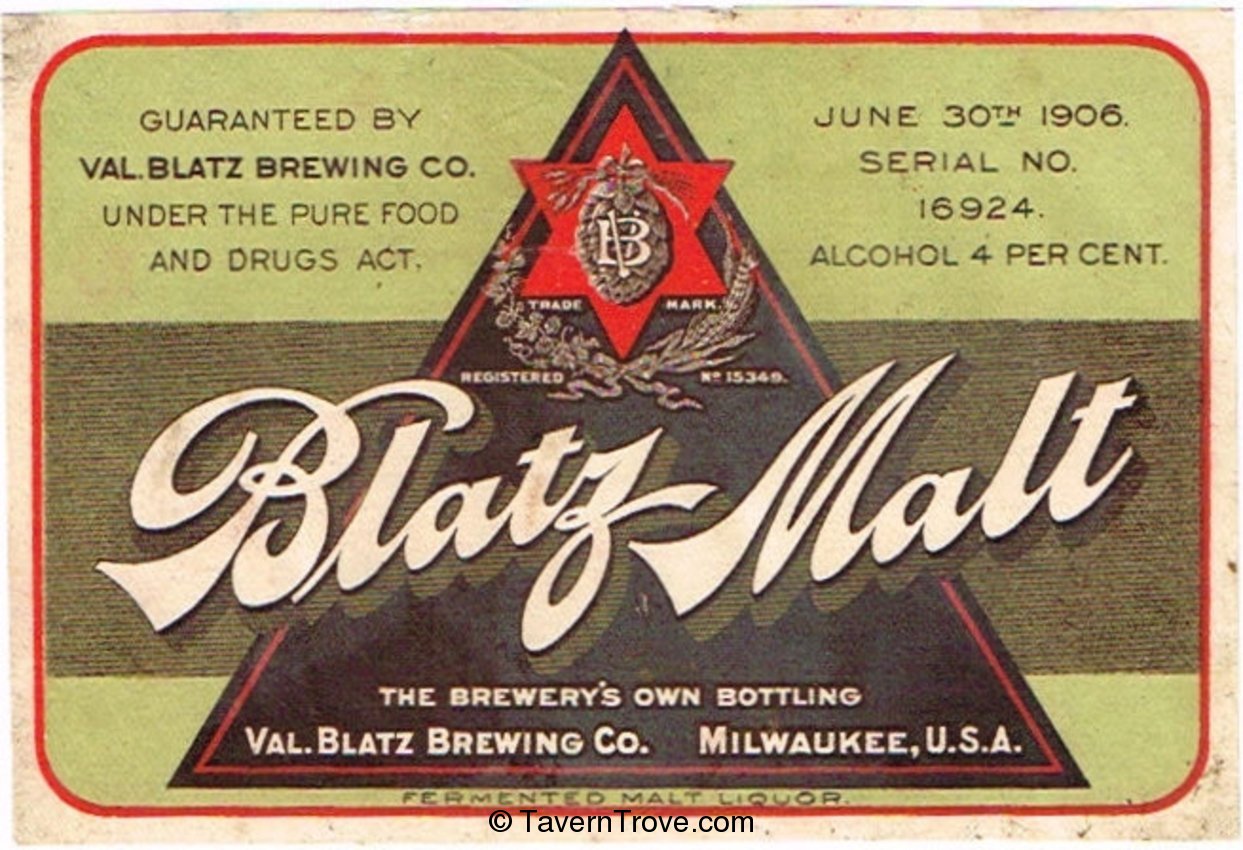 GUARANTEED BY
VAL. BLATZ BREWING CO.
UNDER THE PURE FOOD
AND DRUGS ACT.
JUNE 30TH 1906.
SERIAL NO.
16924.
ALCOHOL 4 PER CENT.
VB
TRADE MARK.
REGISTERED No 15349.
Blatz Malt
THE BREWERY'S OWN BOTTLING
VAL. BLATZ BREWING CO. MILWAUKEE, U.S.A.
FERMENTED MALT LIQUOR.
© TavernTrove.com